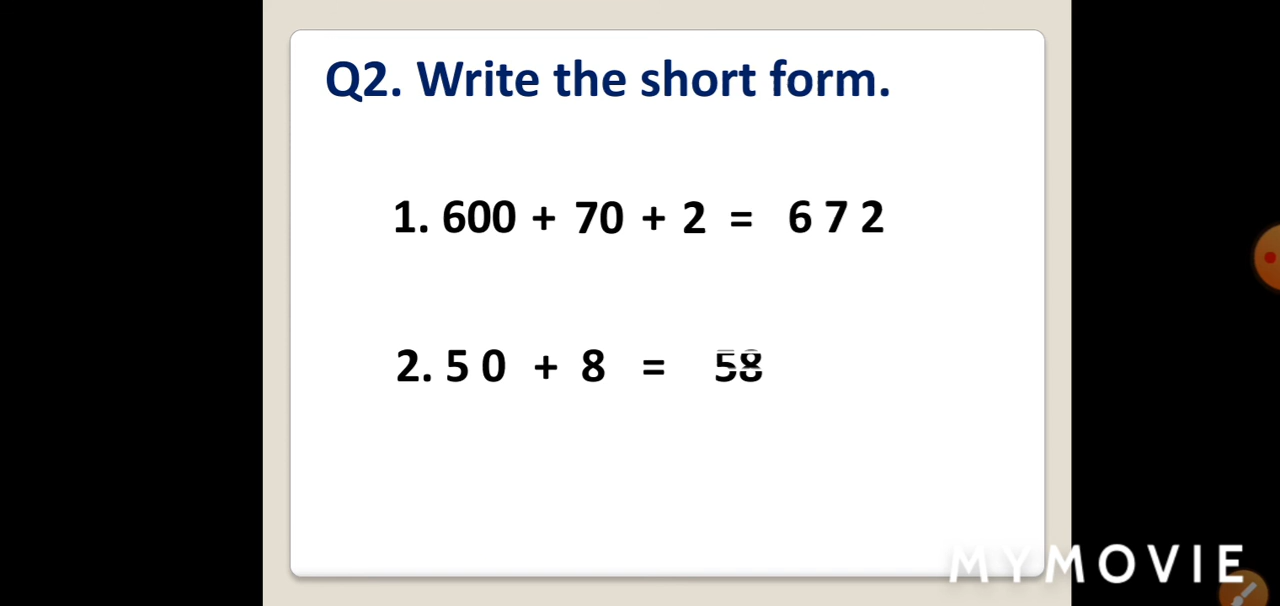 Q2. Write the short form.
1. 600 + 70 + 2 = 6 7 2
2. 5 0 + 8 = 58
MYMOVIE